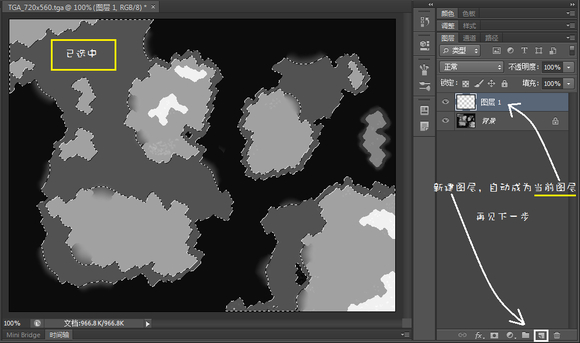 TGA_720x560.tga @ 100%(图层 1, RGB/8) * ×
已选中
100%
文档:966.8K/966.8K
Mini Bridge
时间轴
颜色 色板
调整 样式
图层 通道 路径
类型
正常 不透明度: 100%
锁定: 填充: 100%
图层 1
背景
新建图层，自动成为当前图层
再见下一步
fx